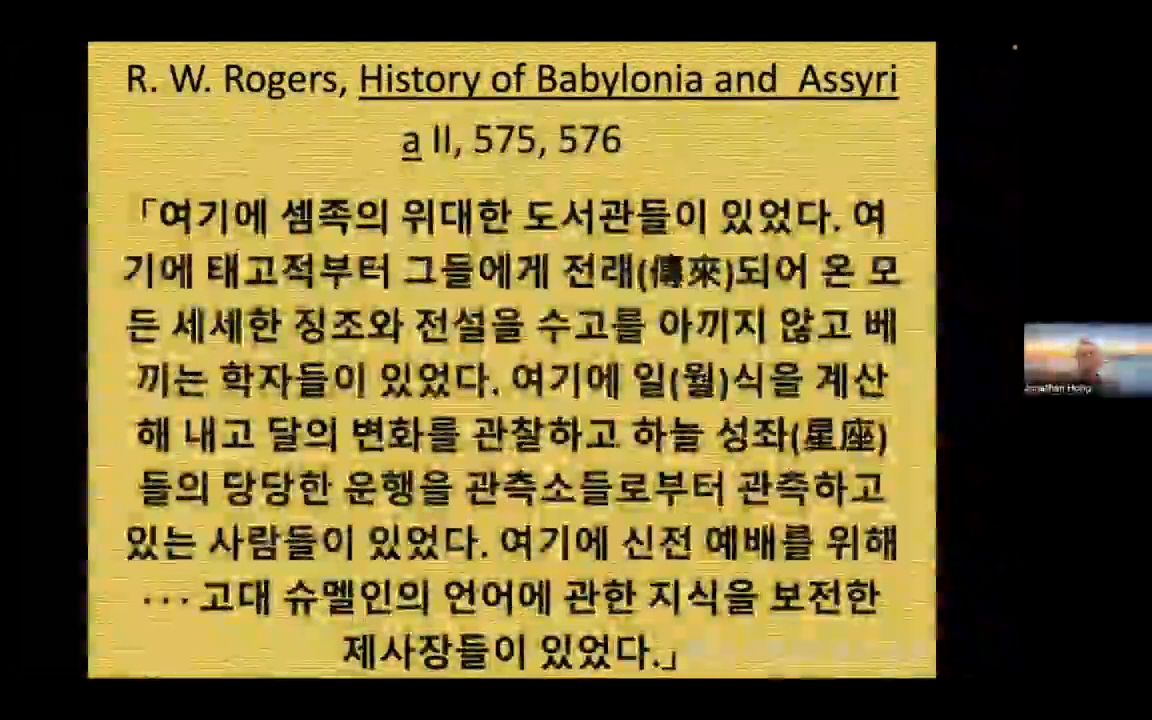 R. W. Rogers, History of Babylonia and Assyri
a II, 575, 576
「여기에 셈족의 위대한 도서관들이 있었다. 여
기에 태고적부터 그들에게 전래(傳來)되어 온 모
든 세세한 징조와 전설을 수고를 아끼지 않고 베
끼는 학자들이 있었다. 여기에 일(월)식을 계산
해 내고 달의 변화를 관찰하고 하늘 성좌(星座)
들의 당당한 운행을 관측소들로부터 관측하고
있는 사람들이 있었다. 여기에 신전 예배를 위해
···고대 슈멜인의 언어에 관한 지식을 보전한
제사장들이 있었다.」
Jonathan Hong